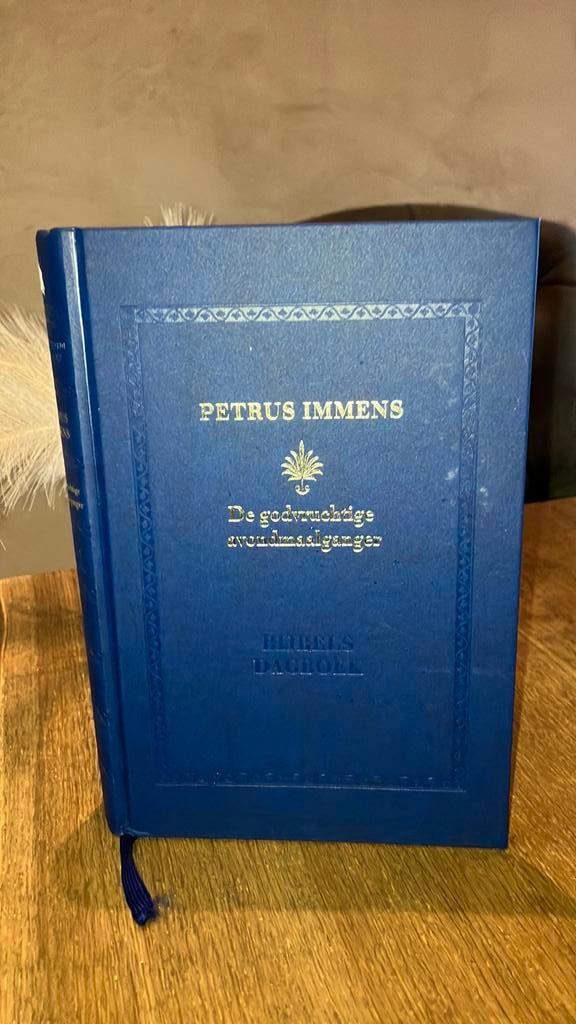 PETRUS IMMENS
De godvruchtige
avondmaalganger
BIJBELS
DAGBOEK